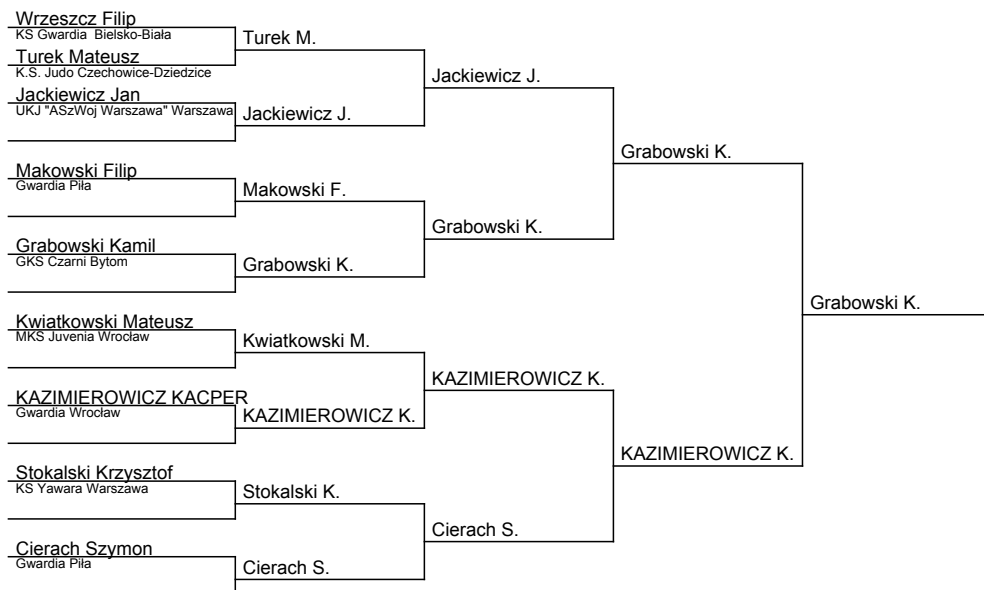 Wrzeszcz Filip
KS Gwardia Bielsko-Biała
Turek M.
Turek Mateusz
K.S. Judo Czechowice-Dziedzice
Jackiewicz J.
Jackiewicz Jan
UKJ "ASzWoj Warszawa" Warszawa
Jackiewicz J.
Grabowski K.
Makowski Filip
Gwardia Piła
Makowski F.
Grabowski K.
Grabowski Kamil
GKS Czarni Bytom
Grabowski K.
Grabowski K.
Kwiatkowski Mateusz
MKS Juvenia Wrocław
Kwiatkowski M.
KAZIMIEROWICZ K.
KAZIMIEROWICZ KACPER
Gwardia Wrocław
KAZIMIEROWICZ K.
KAZIMIEROWICZ K.
Stokalski Krzysztof
KS Yawara Warszawa
Stokalski K.
Cierach S.
Cierach Szymon
Gwardia Piła
Cierach S.